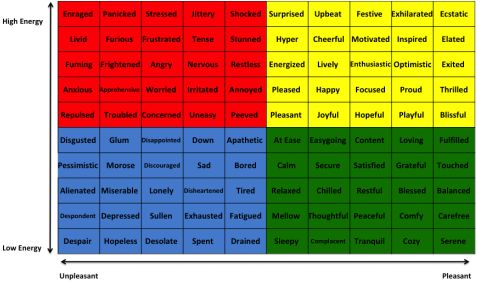 High Energy
Enraged Panicked Stressed Jittery Shocked Surprised Upbeat Festive Exhilarated Ecstatic
Livid Furious Frustrated Tense Stunned Hyper Cheerful Motivated Inspired Elated
Fuming Frightened Angry Nervous Restless Energized Lively Enthusiastic Optimistic Exited
Anxious Apprehensive Worried Irritated Annoyed Pleased Happy Focused Proud Thrilled
Repulsed Troubled Concerned Uneasy Peeved Pleasant Joyful Hopeful Playful Blissful
Disgusted Glum Disappointed Down Apathetic At Ease Easygoing Content Loving Fulfilled
Pessimistic Morose Discouraged Sad Bored Calm Secure Satisfied Grateful Touched
Alienated Miserable Lonely Disheartened Tired Relaxed Chilled Restful Blessed Balanced
Despondent Depressed Sullen Exhausted Fatigued Mellow Thoughtful Peaceful Comfy Carefree
Despair Hopeless Desolate Spent Drained Sleepy Complacent Tranquil Cozy Serene
Low Energy
Unpleasant Pleasant